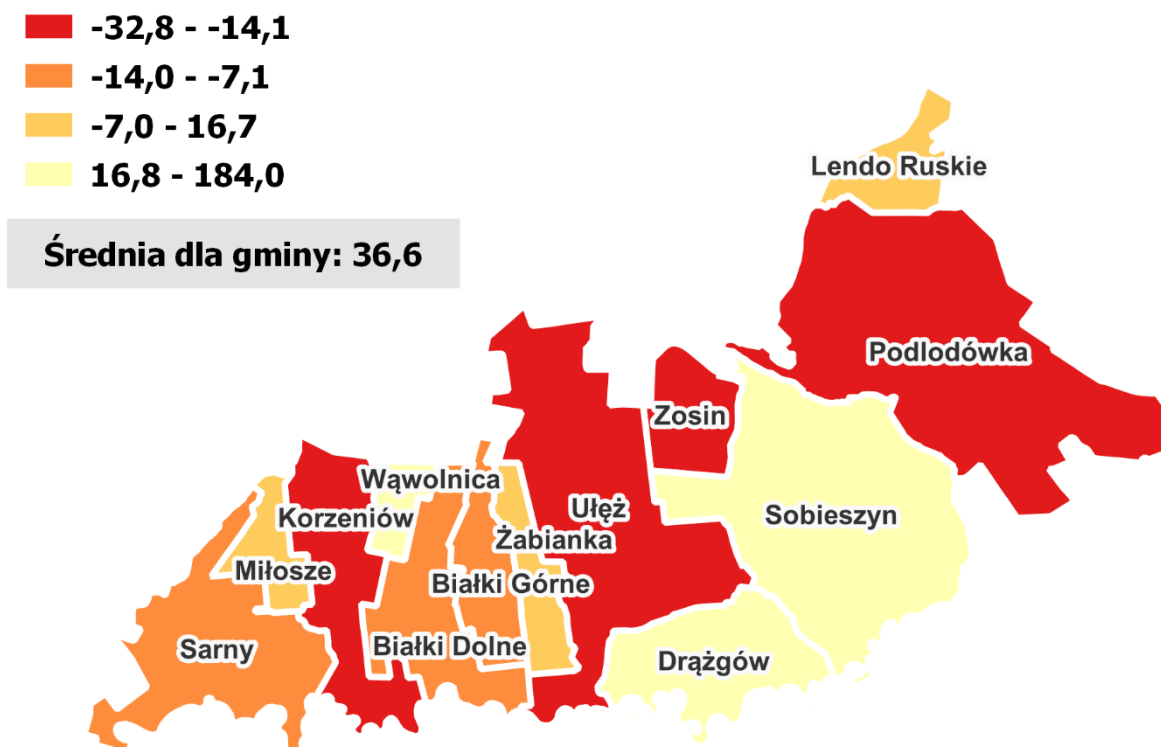 -32,8 - -14,1
-14,0 - -7,1
-7,0 - 16,7
16,8 - 184,0
Średnia dla gminy: 36,6
Lendo Ruskie
Podlodówka
Zosin
Wąwolnica
Korzeniów
Ułęż
Sobieszyn
Żabianka
Miłosze
Białki Górne
Sarny
Białki Dolne
Drążgów